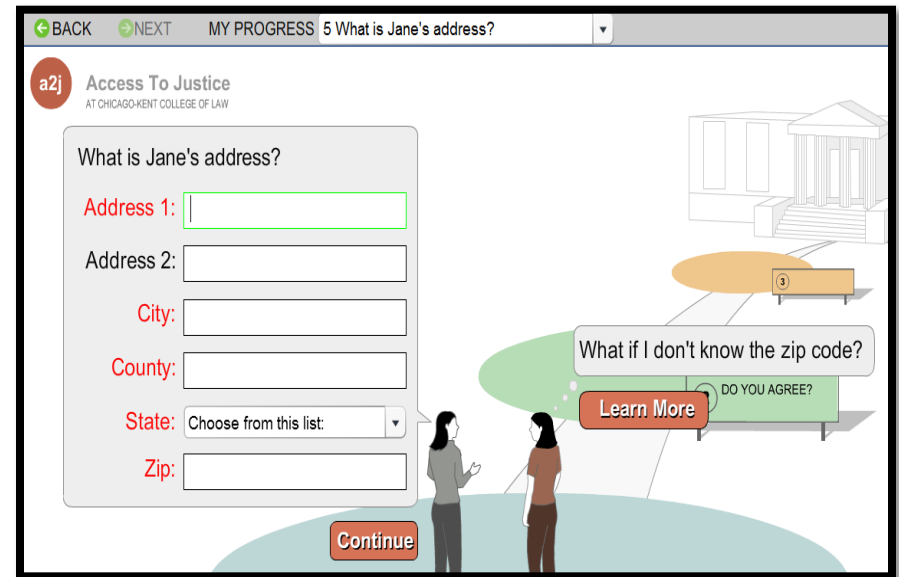 BACK NEXT MY PROGRESS 5 What is Jane's address?
a2j Access To Justice
AT CHICAGO-KENT COLLEGE OF LAW
What is Jane's address?
Address 1:
Address 2:
City:
County:
State: Choose from this list:
Zip:
Continue
3
What if I don't know the zip code?
Learn More
DO YOU AGREE?